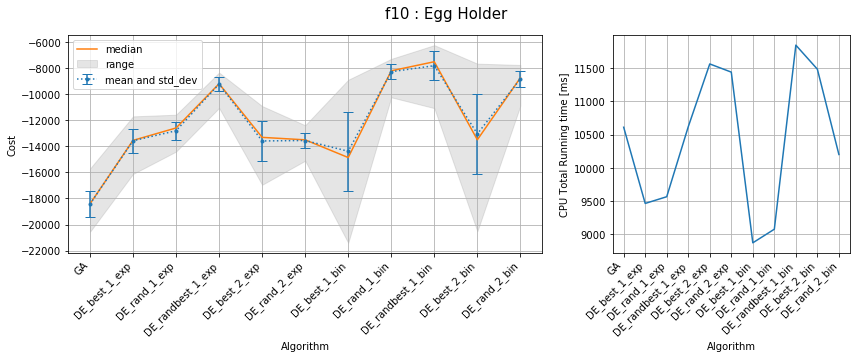 f10 : Egg Holder
median
range
mean and std_dev
Cost
−6000
−8000
−10000
−12000
−14000
−16000
−18000
−20000
−22000
GA
DE_best_1_exp
DE_rand_1_exp
DE_randbest_1_exp
DE_best_2_exp
DE_rand_2_exp
DE_best_1_bin
DE_rand_1_bin
DE_randbest_1_bin
DE_best_2_bin
DE_rand_2_bin
Algorithm
CPU Total Running time [ms]
11500
11000
10500
10000
9500
9000
GA
DE_best_1_exp
DE_rand_1_exp
DE_randbest_1_exp
DE_best_2_exp
DE_rand_2_exp
DE_best_1_bin
DE_rand_1_bin
DE_randbest_1_bin
DE_best_2_bin
DE_rand_2_bin
Algorithm